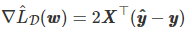 ∇L̂_𝒟(𝒘) = 2X^⊤(ŷ − y)